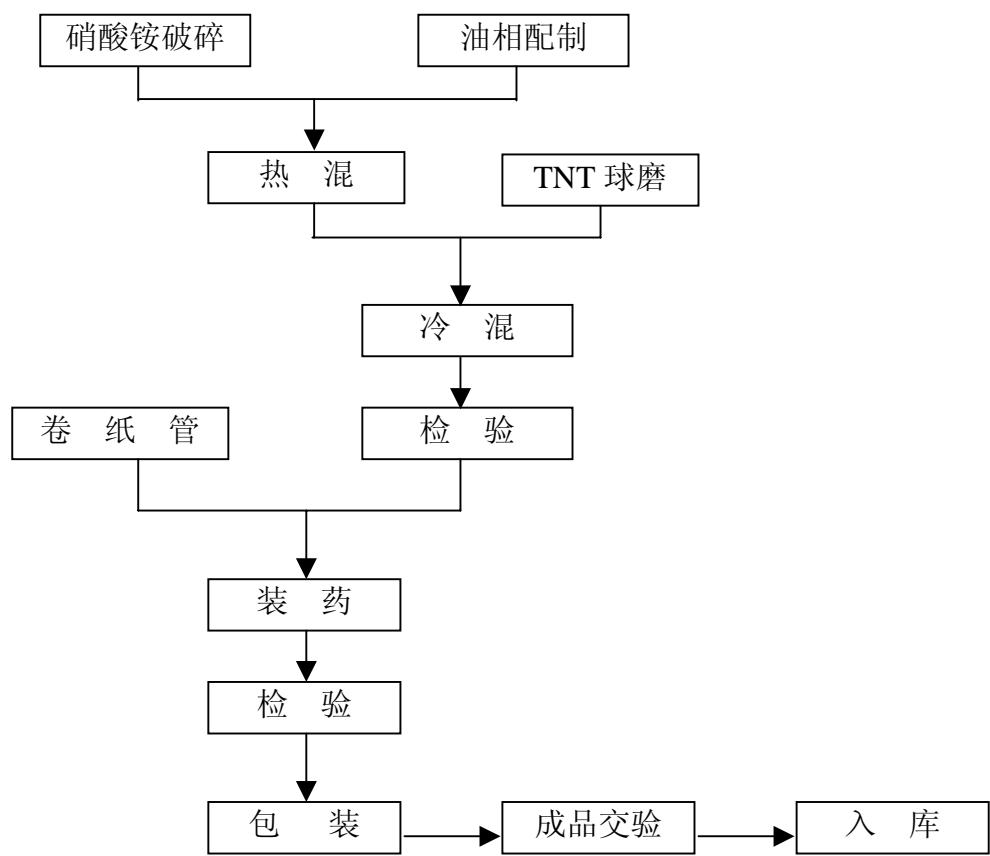 硝酸铵破碎
油相配制
热 混
TNT 球磨
冷 混
卷 纸 管
检 验
装 药
检 验
包 装
成品交验
入 库